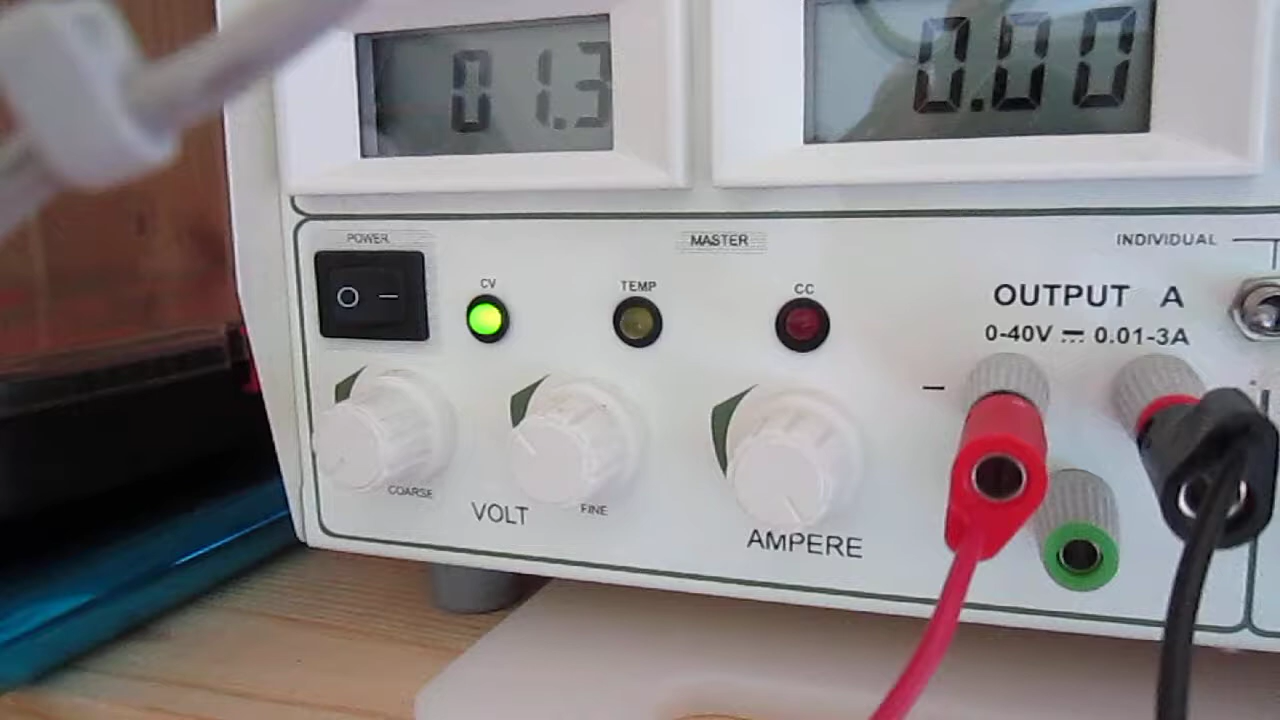 01.3
0.00
POWER
MASTER
INDIVIDUAL
CV
TEMP
CC
OUTPUT A
0-40V ⎓ 0.01-3A
−
COARSE
VOLT
FINE
AMPERE